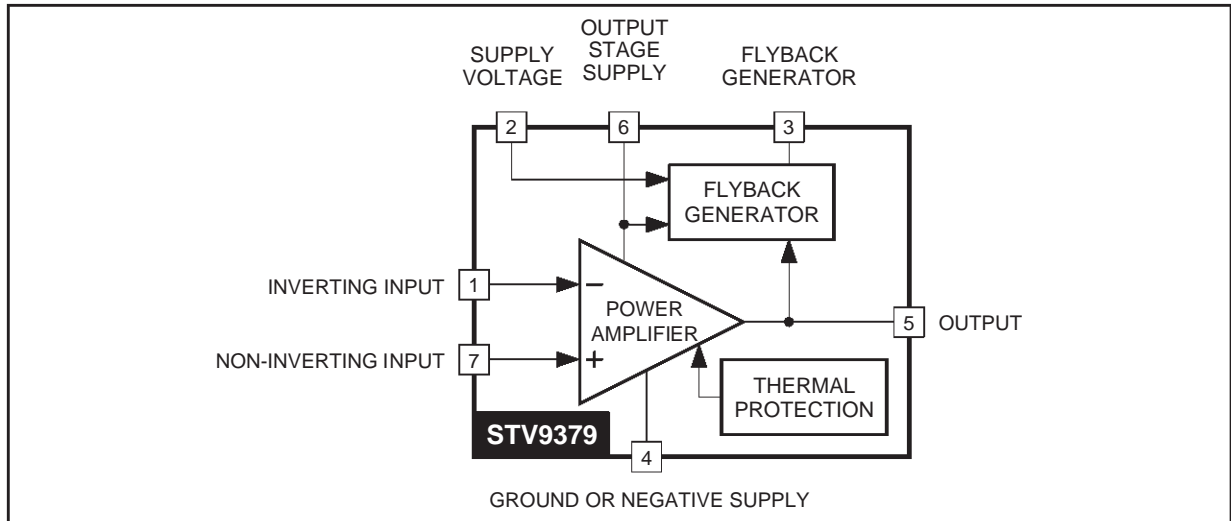 SUPPLY
VOLTAGE
OUTPUT
STAGE
SUPPLY
FLYBACK
GENERATOR
2
6
3
FLYBACK
GENERATOR
INVERTING INPUT
1
−
POWER
AMPLIFIER
5
OUTPUT
NON-INVERTING INPUT
7
+
THERMAL
PROTECTION
STV9379
4
GROUND OR NEGATIVE SUPPLY